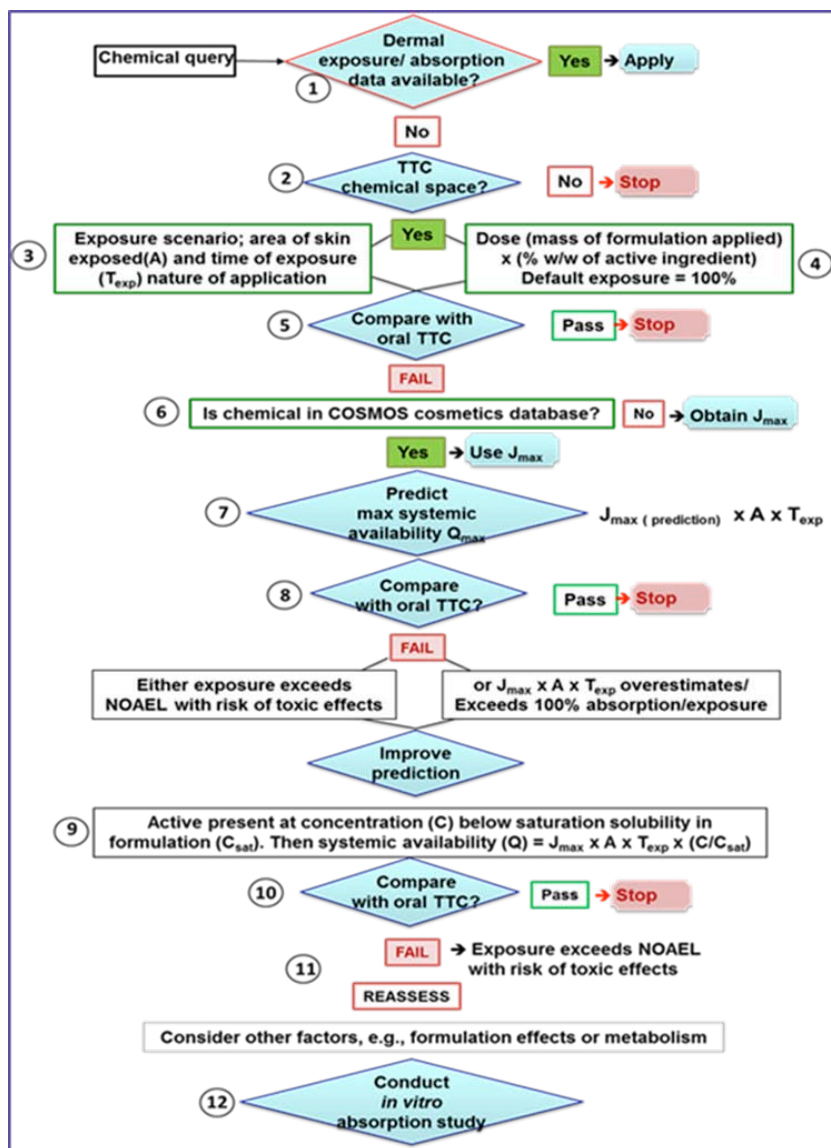 Chemical query
Dermal
exposure/ absorption
data available?
Yes → Apply
1
No
2
TTC
chemical space?
No → Stop
Yes
3
Exposure scenario; area of skin
exposed(A) and time of exposure
(Texp) nature of application
Dose (mass of formulation applied)
x (% w/w of active ingredient)
Default exposure = 100%
4
5
Compare with
oral TTC
Pass → Stop
FAIL
6
Is chemical in COSMOS cosmetics database?
No → Obtain Jmax
Yes → Use Jmax
7
Predict
max systemic
availability Qmax
Jmax ( prediction) x A x Texp
8
Compare
with oral TTC?
Pass → Stop
FAIL
Either exposure exceeds
NOAEL with risk of toxic effects
or Jmax x A x Texp overestimates/
Exceeds 100% absorption/exposure
Improve
prediction
9
Active present at concentration (C) below saturation solubility in
formulation (Csat). Then systemic availability (Q) = Jmax x A x Texp x (C/Csat)
10
Compare
with oral TTC?
Pass → Stop
FAIL → Exposure exceeds NOAEL
with risk of toxic effects
11
REASSESS
Consider other factors, e.g., formulation effects or metabolism
12
Conduct
in vitro
absorption study